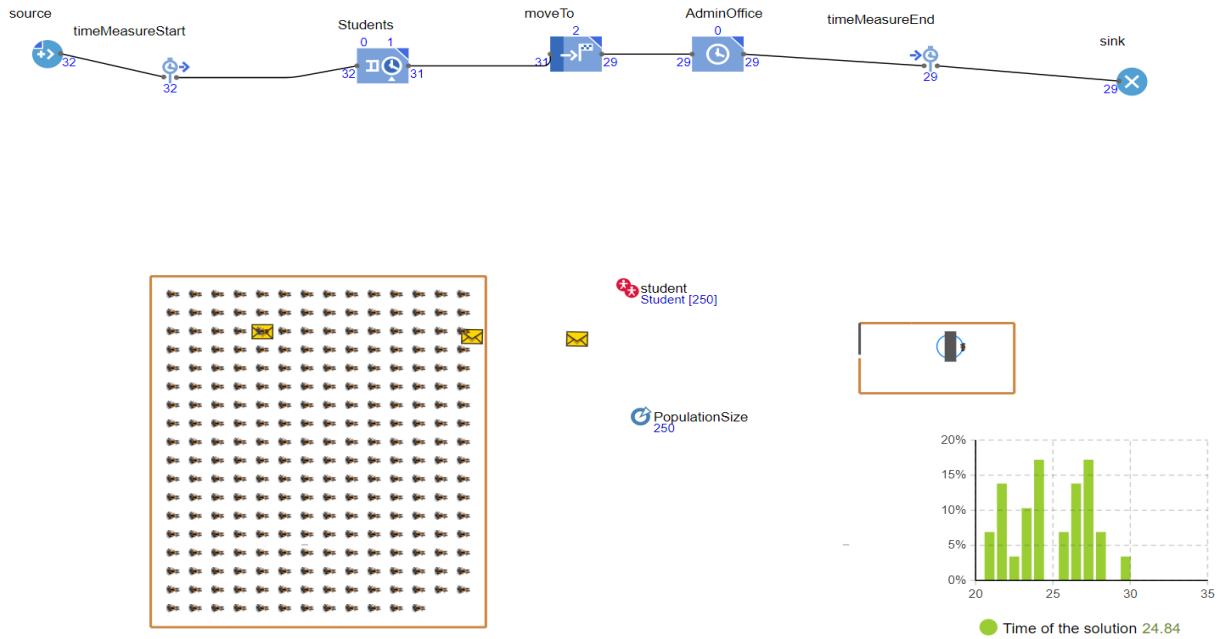 source
timeMeasureStart
Students
moveTo
AdminOffice
timeMeasureEnd
sink
32
32
0 1
32
31
2
31
29
0
29
29
29
29
student
Student [250]
PopulationSize
250
20%
15%
10%
5%
0%
20 25 30 35
Time of the solution 24.84